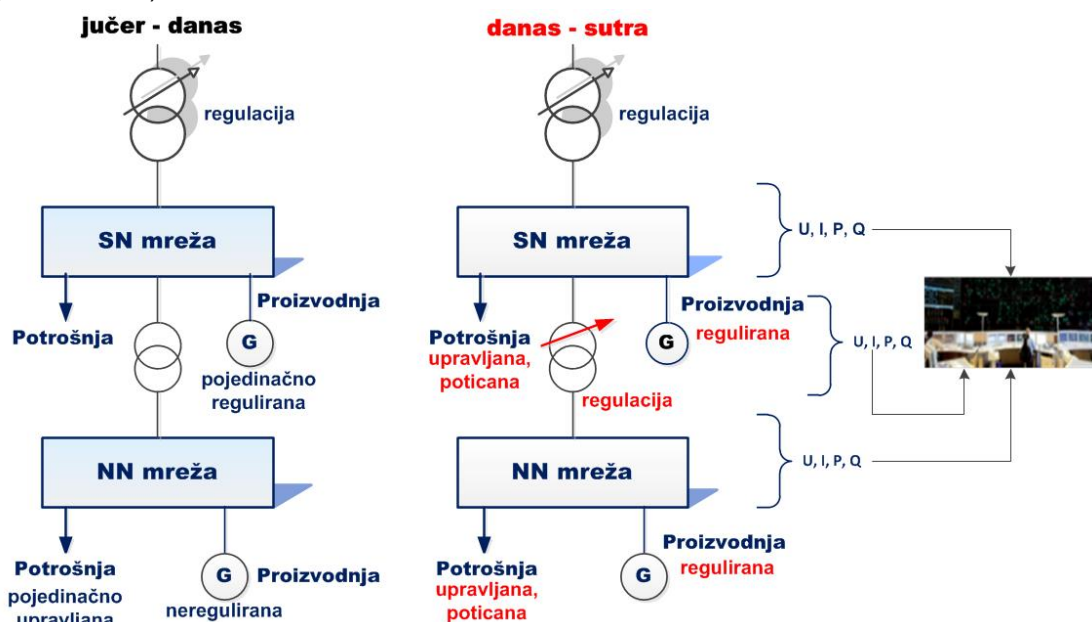 jučer - danas
regulacija
SN mreža
Potrošnja
Proizvodnja
G
pojedinačno
regulirana
NN mreža
Potrošnja
pojedinačno
upravljana
G
Proizvodnja
neregulirana
danas - sutra
regulacija
SN mreža
U, I, P, Q
Potrošnja
upravljana,
poticana
G
Proizvodnja
regulirana
U, I, P, Q
regulacija
NN mreža
U, I, P, Q
Potrošnja
upravljana,
poticana
G
Proizvodnja
regulirana